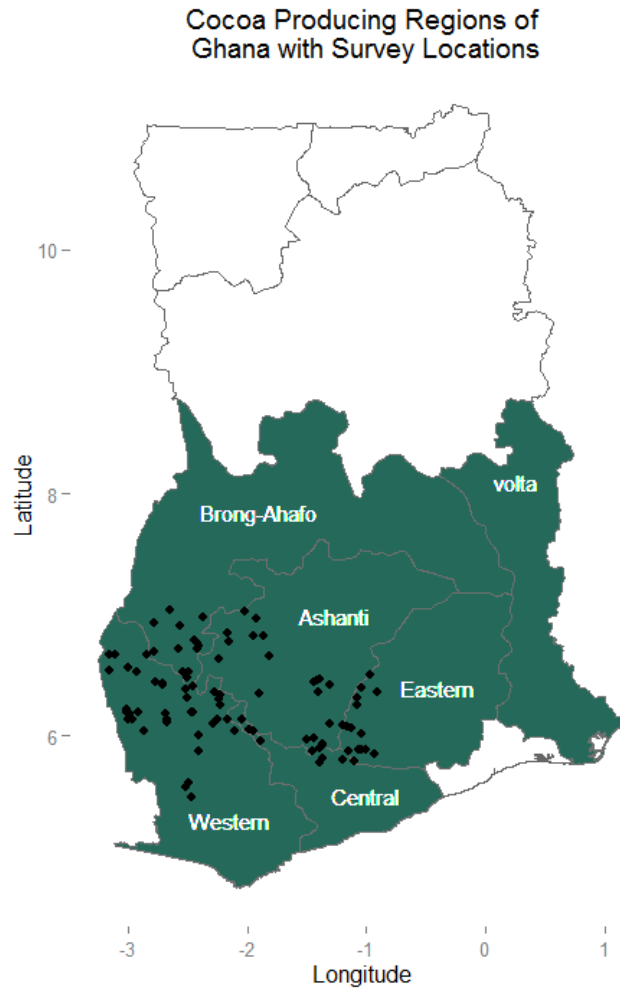 Cocoa Producing Regions of
Ghana with Survey Locations
10
8
6
Latitude
volta
Brong-Ahafo
Ashanti
Eastern
Central
Western
-3 -2 -1 0 1
Longitude